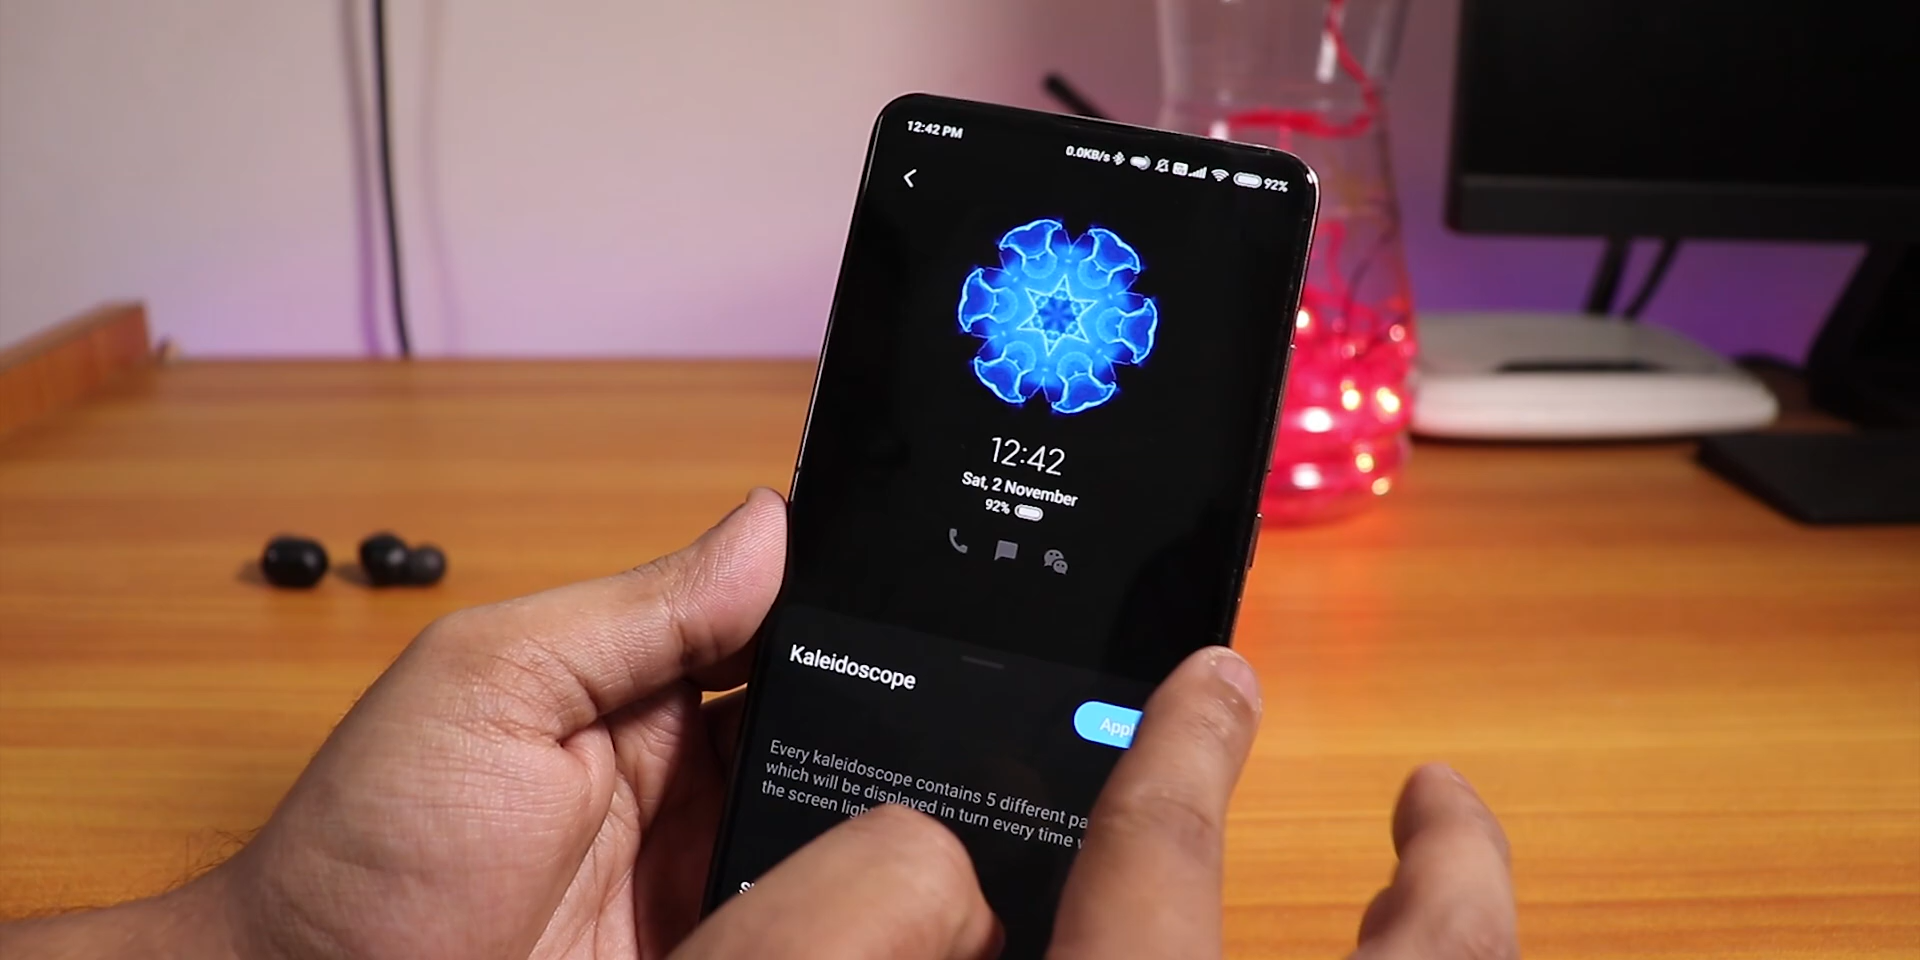 12:42 PM
0.0KB/s
92%
12:42
Sat, 2 November
92%
Kaleidoscope
Appl
Every kaleidoscope contains 5 different pa
which will be displayed in turn every time
the screen ligh